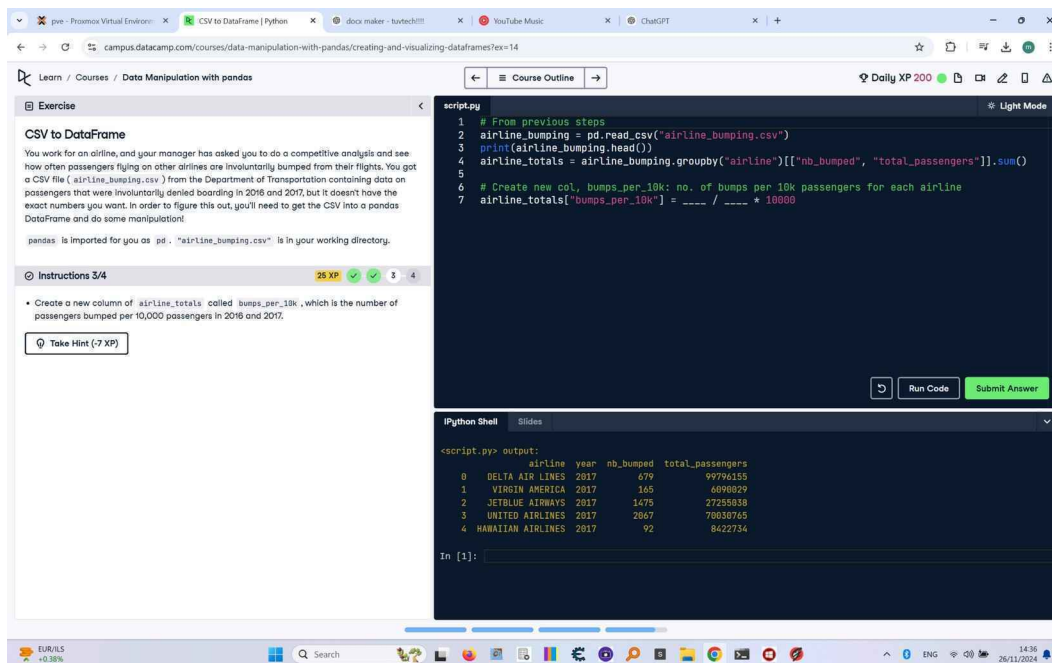 pve - Proxmox Virtual Environm
CSV to DataFrame | Python
docx maker - tuvtech!!!!
YouTube Music
ChatGPT
campus.datacamp.com/courses/data-manipulation-with-pandas/creating-and-visualizing-dataframes?ex=14
Learn / Courses / Data Manipulation with pandas
Course Outline
Daily XP 200
Exercise
CSV to DataFrame
You work for an airline, and your manager has asked you to do a competitive analysis and see
how often passengers flying on other airlines are involuntarily bumped from their flights. You got
a CSV file ( airline_bumping.csv ) from the Department of Transportation containing data on
passengers that were involuntarily denied boarding in 2016 and 2017, but it doesn't have the
exact numbers you want. In order to figure this out, you'll need to get the CSV into a pandas
DataFrame and do some manipulation!
pandas is imported for you as pd . "airline_bumping.csv" is in your working directory.
Instructions 3/4
25 XP
3
4
• Create a new column of airline_totals called bumps_per_10k , which is the number of
passengers bumped per 10,000 passengers in 2016 and 2017.
Take Hint (-7 XP)
script.py
Light Mode
1 # From previous steps
2 airline_bumping = pd.read_csv("airline_bumping.csv")
3 print(airline_bumping.head())
4 airline_totals = airline_bumping.groupby("airline")[["nb_bumped", "total_passengers"]].sum()
5
6 # Create new col, bumps_per_10k: no. of bumps per 10k passengers for each airline
7 airline_totals["bumps_per_10k"] = ____ / ____ * 10000
Run Code
Submit Answer
IPython Shell
Slides
<script.py> output:
airline year nb_bumped total_passengers
0 DELTA AIR LINES 2017 679 99796155
1 VIRGIN AMERICA 2017 165 6090029
2 JETBLUE AIRWAYS 2017 1475 27255038
3 UNITED AIRLINES 2017 2067 70030765
4 HAWAIIAN AIRLINES 2017 92 8422734
In [1]:
EUR/ILS
+0.38%
Search
ENG
14:36
26/11/2024